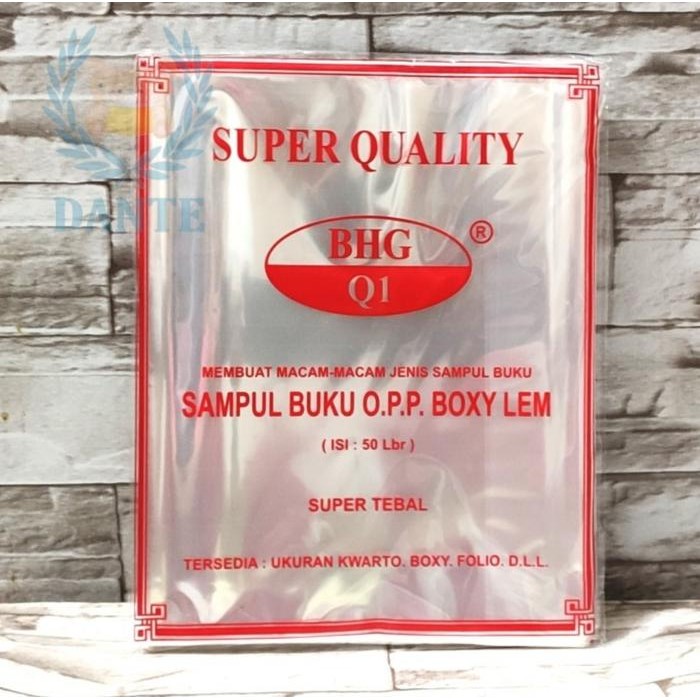 SUPER QUALITY
DANTE
BHG ®
Q1
MEMBUAT MACAM-MACAM JENIS SAMPUL BUKU
SAMPUL BUKU O.P.P. BOXY LEM
( ISI : 50 Lbr )
SUPER TEBAL
TERSEDIA : UKURAN KWARTO. BOXY. FOLIO. D.L.L.